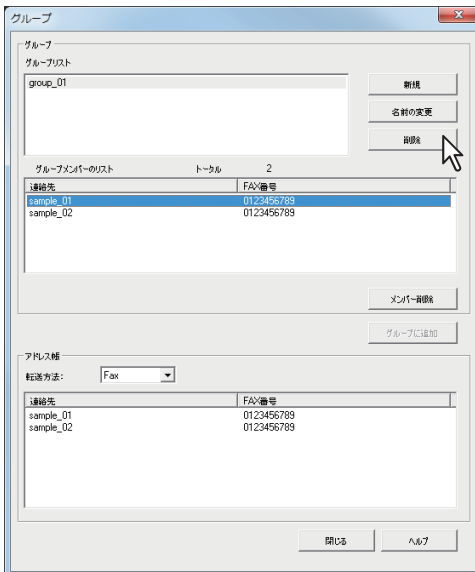 グループ
グループ
グループリスト
group_01
新規
名前の変更
削除
グループメンバーのリスト トータル 2
連絡先 FAX番号
sample_01 0123456789
sample_02 0123456789
メンバー削除
グループに追加
アドレス帳
転送方法: Fax
連絡先 FAX番号
sample_01 0123456789
sample_02 0123456789
閉じる ヘルプ